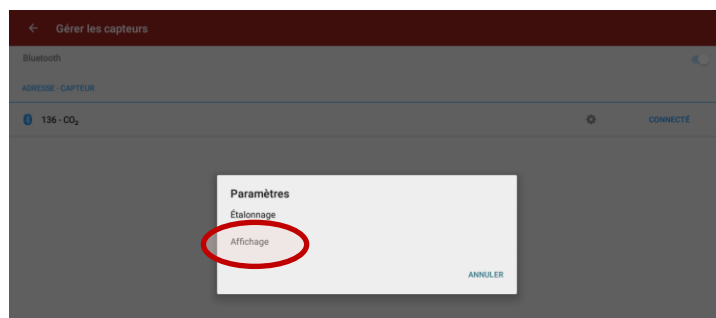 ← Gérer les capteurs
Bluetooth
ADRESSE - CAPTEUR
136 - CO₂ CONNECTÉ
Paramètres
Étalonnage
Affichage
ANNULER